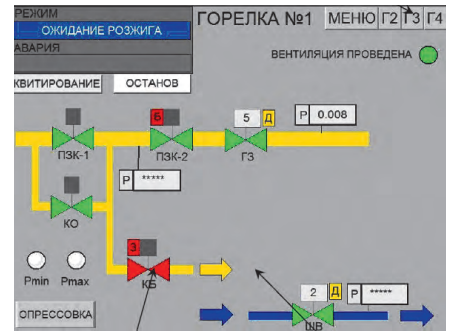 РЕЖИМ
ОЖИДАНИЕ РОЗЖИГА
ГОРЕЛКА №1
МЕНЮ Г2 Г3 Г4
АВАРИЯ
ВЕНТИЛЯЦИЯ ПРОВЕДЕНА
КВИТИРОВАНИЕ
ОСТАНОВ
Б
5 Д
P 0.008
ПЗК-1
ПЗК-2
ГЗ
P *****
КО
З
Pmin
Pmax
КБ
2 Д
P *****
ОПРЕССОВКА
ШВ